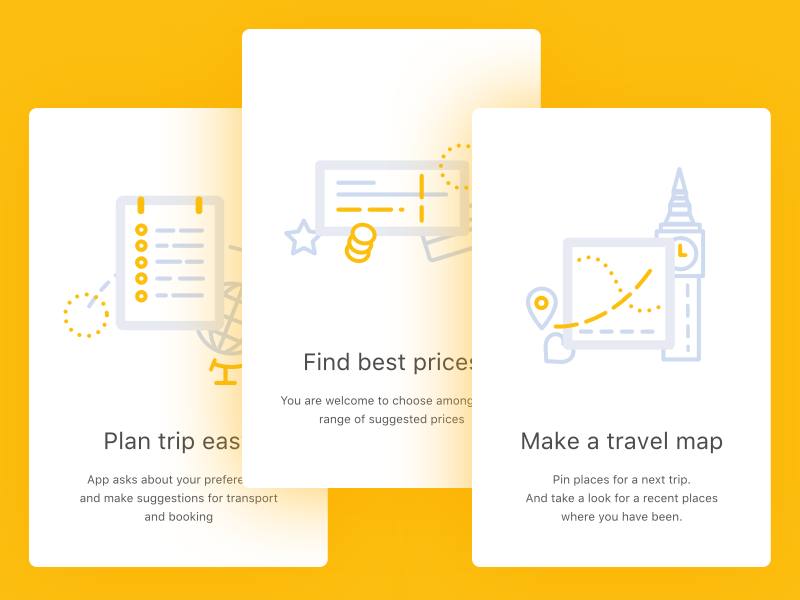 Plan trip eas
App asks about your prefere
and make suggestions for transport
and booking
Find best prices
You are welcome to choose among
range of suggested prices
Make a travel map
Pin places for a next trip.
And take a look for a recent places
where you have been.